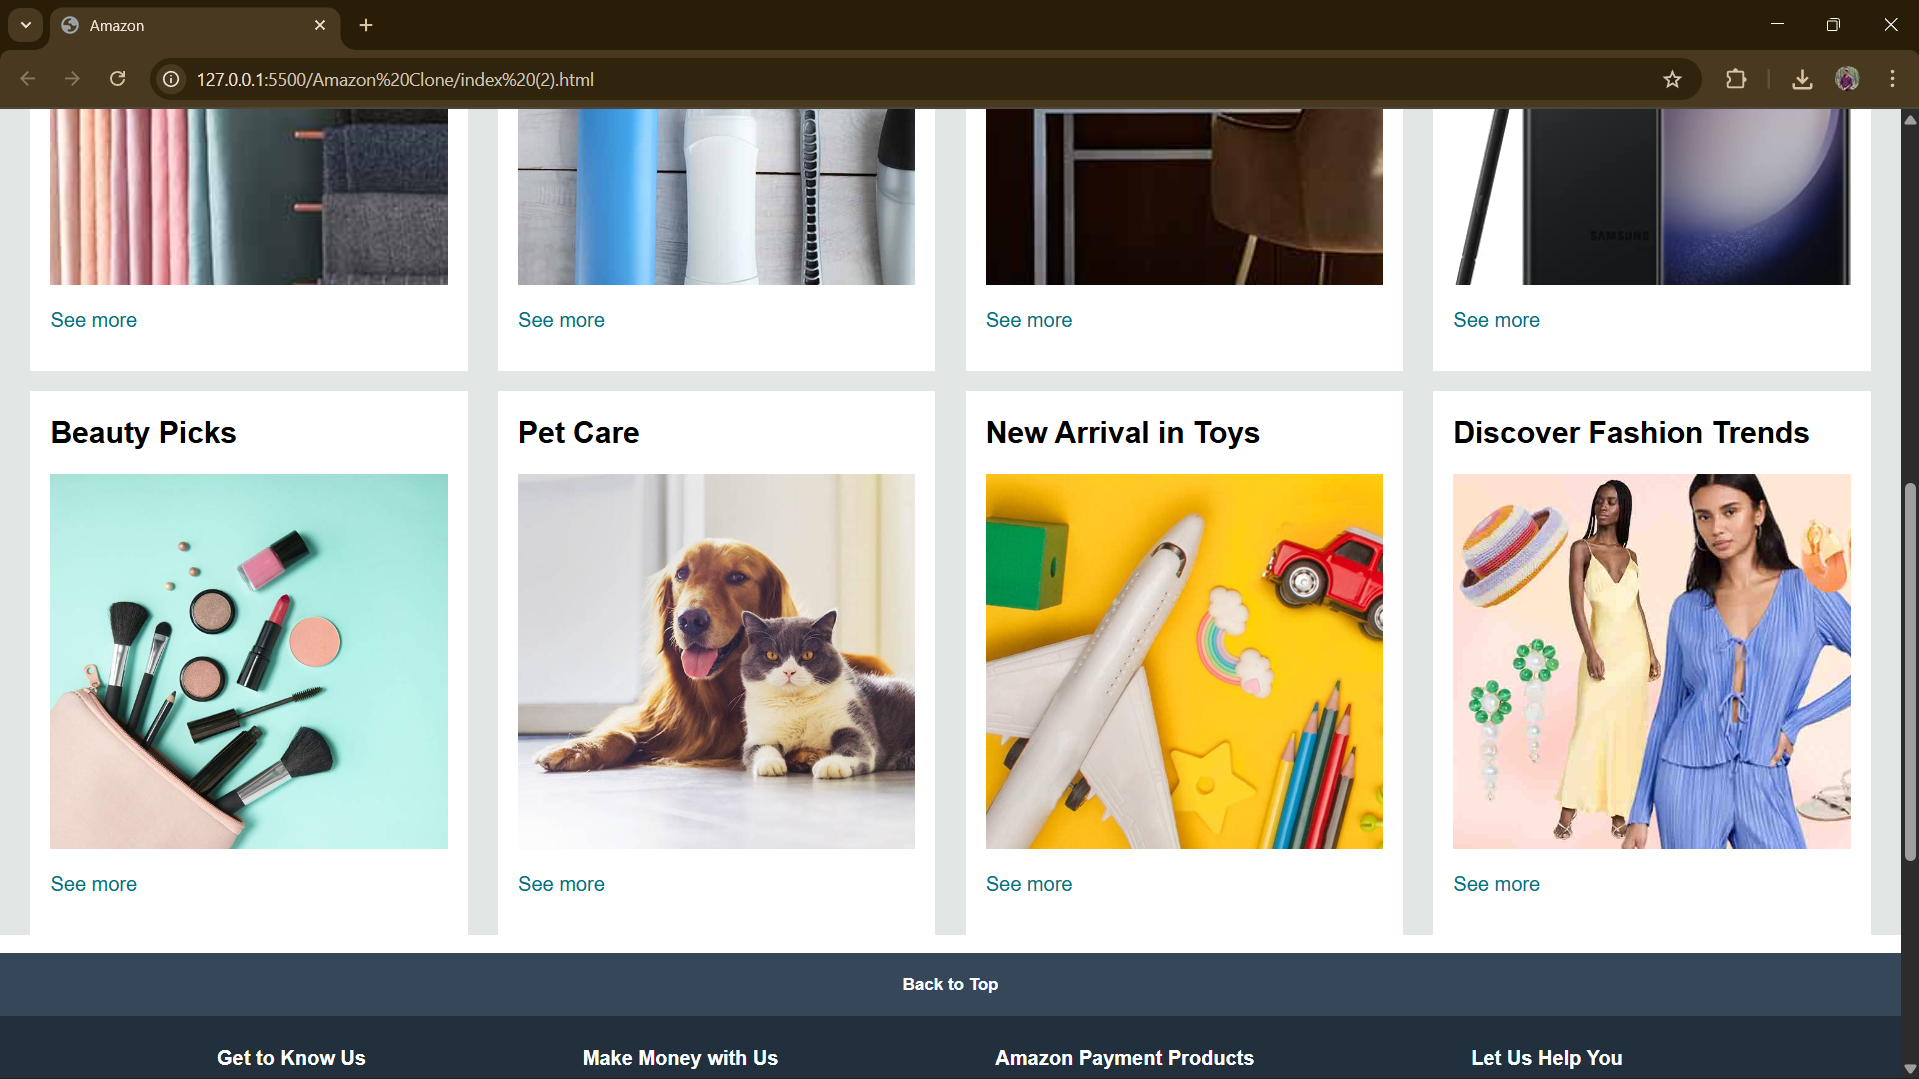 Amazon
127.0.0.1:5500/Amazon%20Clone/index%20(2).html
SAMSUNG
See more
See more
See more
See more
Beauty Picks
Pet Care
New Arrival in Toys
Discover Fashion Trends
See more
See more
See more
See more
Back to Top
Get to Know Us
Make Money with Us
Amazon Payment Products
Let Us Help You